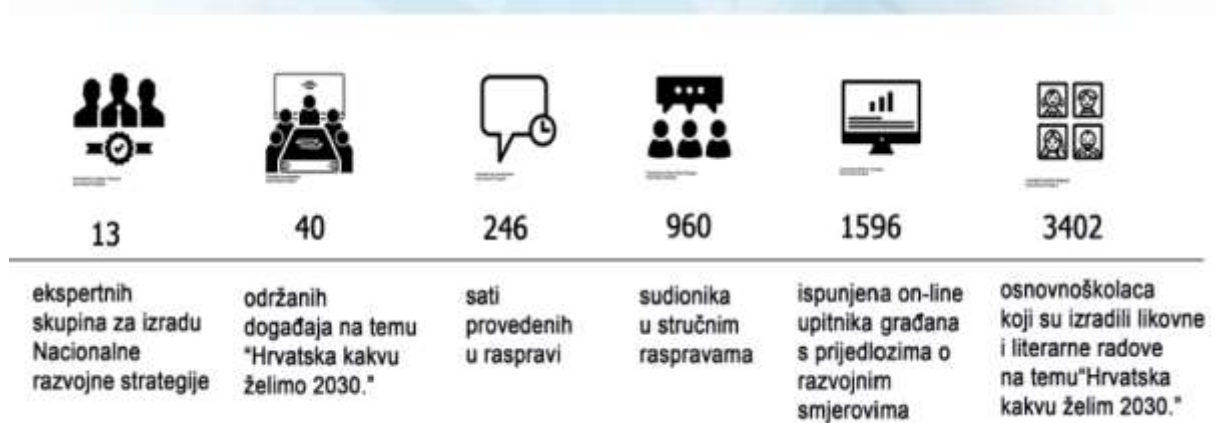 13
ekspertnih
skupina za izradu
Nacionalne
razvojne strategije
40
održanih
događaja na temu
“Hrvatska kakvu
želimo 2030.”
246
sati
provedenih
u raspravi
960
sudionika
u stručnim
raspravama
1596
ispunjena on-line
upitnika građana
s prijedlozima o
razvojnim
smjerovima
3402
osnovnoškolaca
koji su izradili likovne
i literarne radove
na temu“Hrvatska
kakvu želim 2030.”